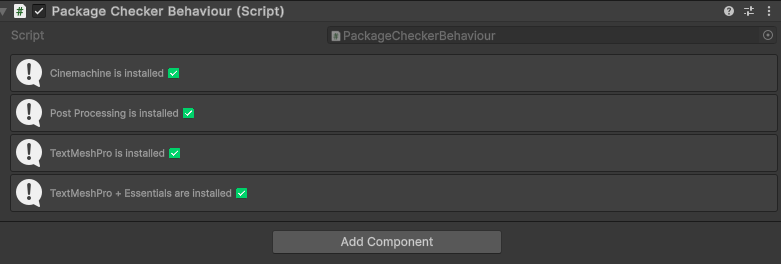 # Package Checker Behaviour (Script)
Script # PackageCheckerBehaviour
! Cinemachine is installed ✅
! Post Processing is installed ✅
! TextMeshPro is installed ✅
! TextMeshPro + Essentials are installed ✅
Add Component